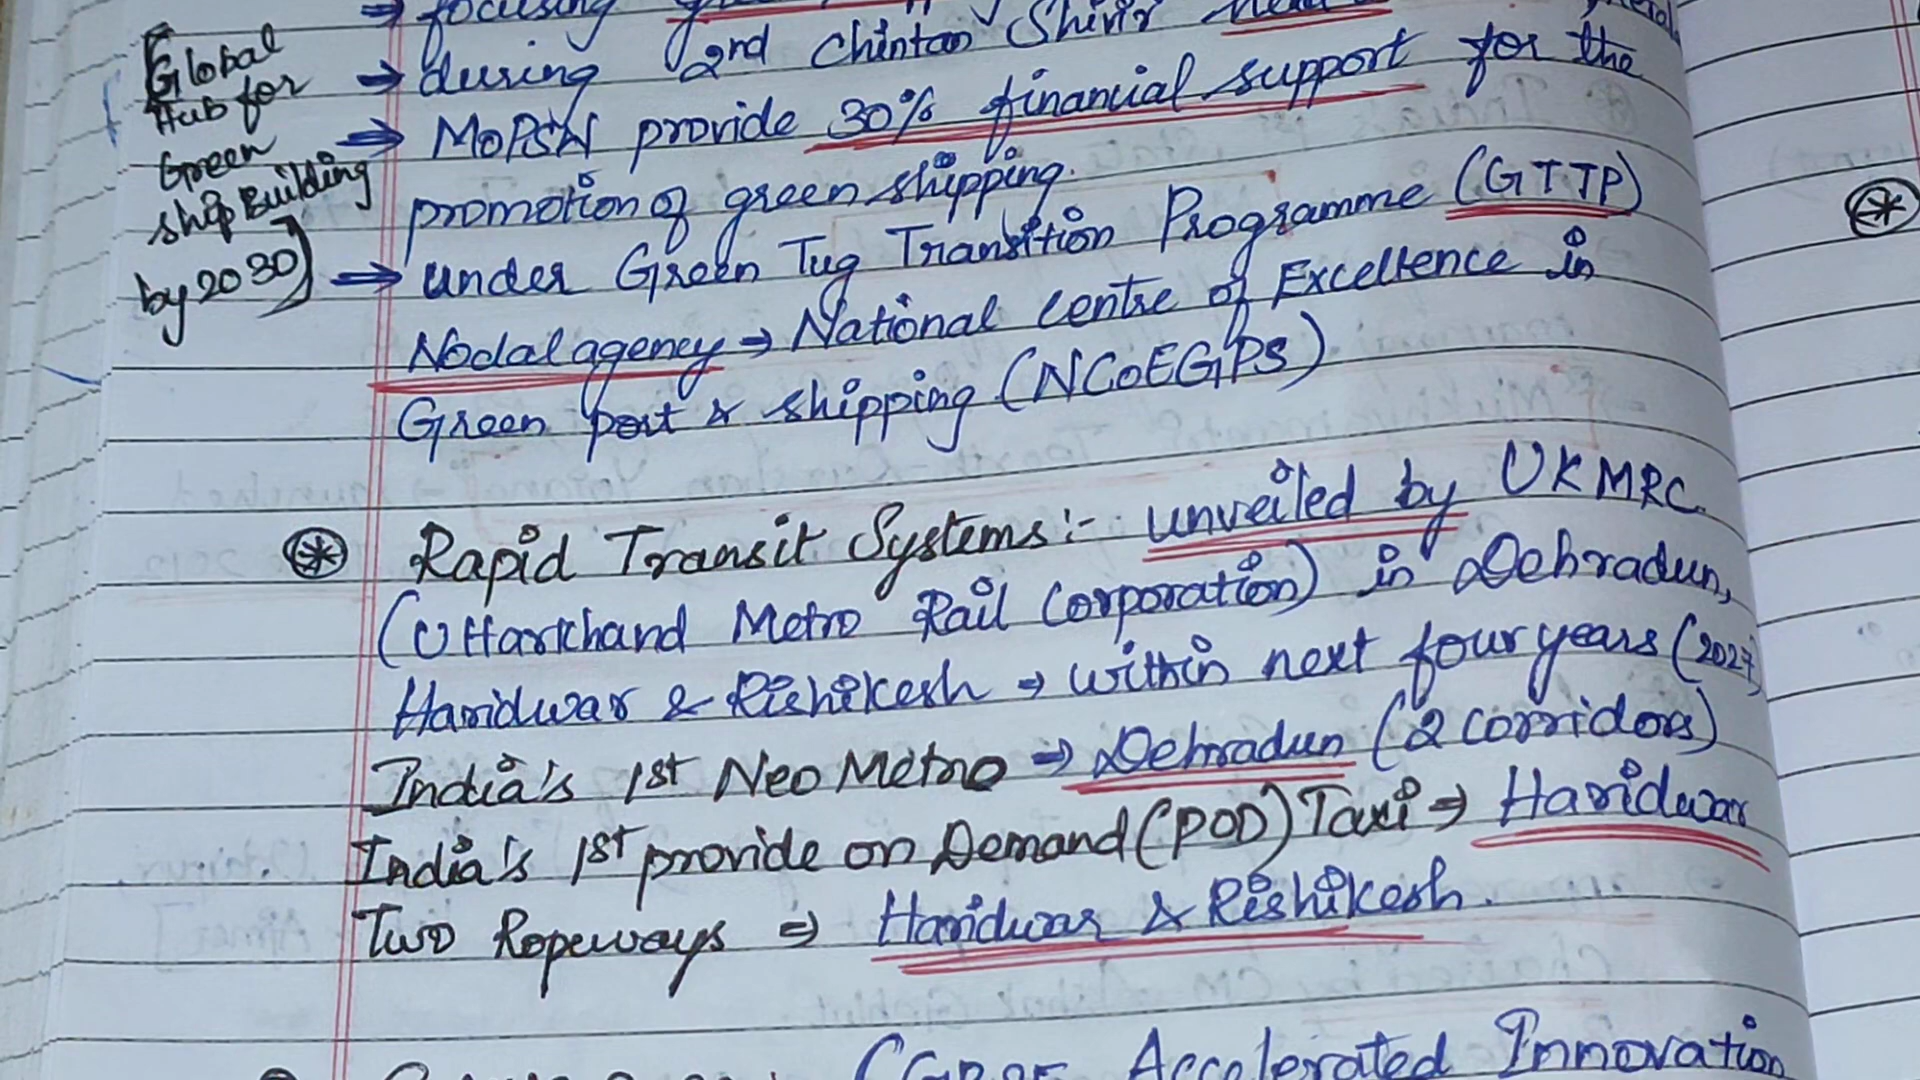 Global
Hub for
Green
ship Building
by 2030)
⇒ focusing
⇒ during 2nd Chintan Shivir
⇒ MoPSW provide 30% financial support for the
promotion of green shipping.
⇒ under Green Tug Transition Programme (GTTP)
Nodal agency → National centre of Excellence in
Green port & shipping (NCoEGPS)
Rapid Transit Systems:- unveiled by UKMRC
(Uttarkhand Metro Rail Corporation) in Dehradun,
Haridwar & Rishikesh → within next four years (2027)
India's 1st Neo Metro ⇒ Dehradun (2 corridors)
India's 1st provide on Demand (POD) Taxi ⇒ Haridwar
Two Ropeways ⇒ Haridwar & Rishikesh.
Accelerated Innovation